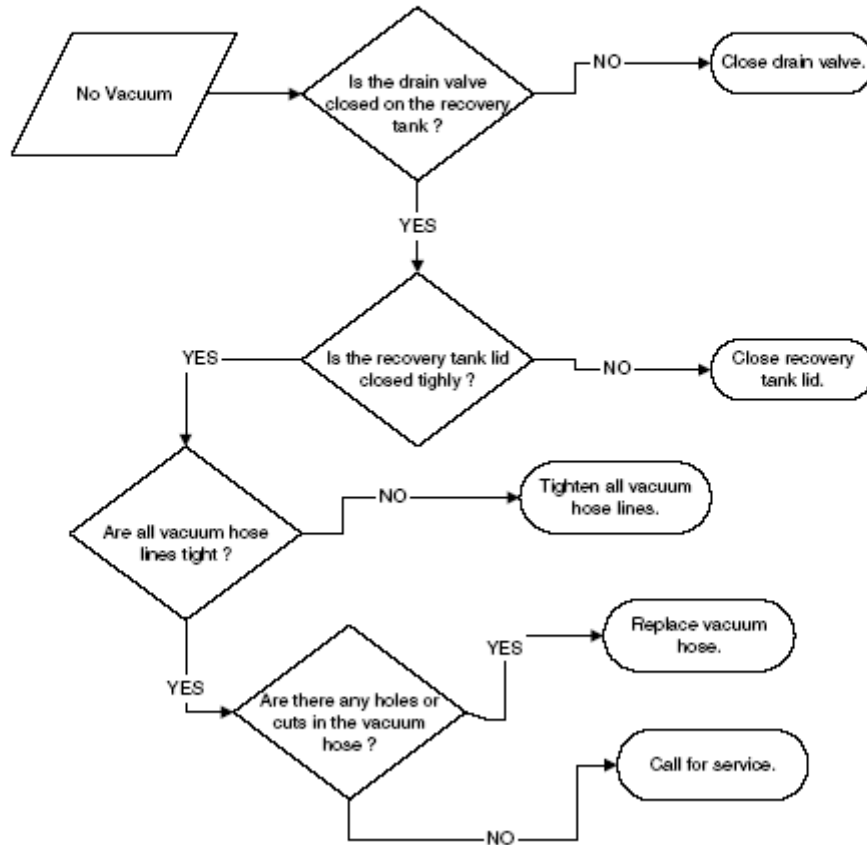 No Vacuum
Is the drain valve
closed on the recovery
tank ?
NO
Close drain valve.
YES
Is the recovery tank lid
closed tighly ?
YES
NO
Close recovery
tank lid.
Are all vacuum hose
lines tight ?
NO
Tighten all vacuum
hose lines.
YES
Are there any holes or
cuts in the vacuum
hose ?
YES
Replace vacuum
hose.
NO
Call for service.